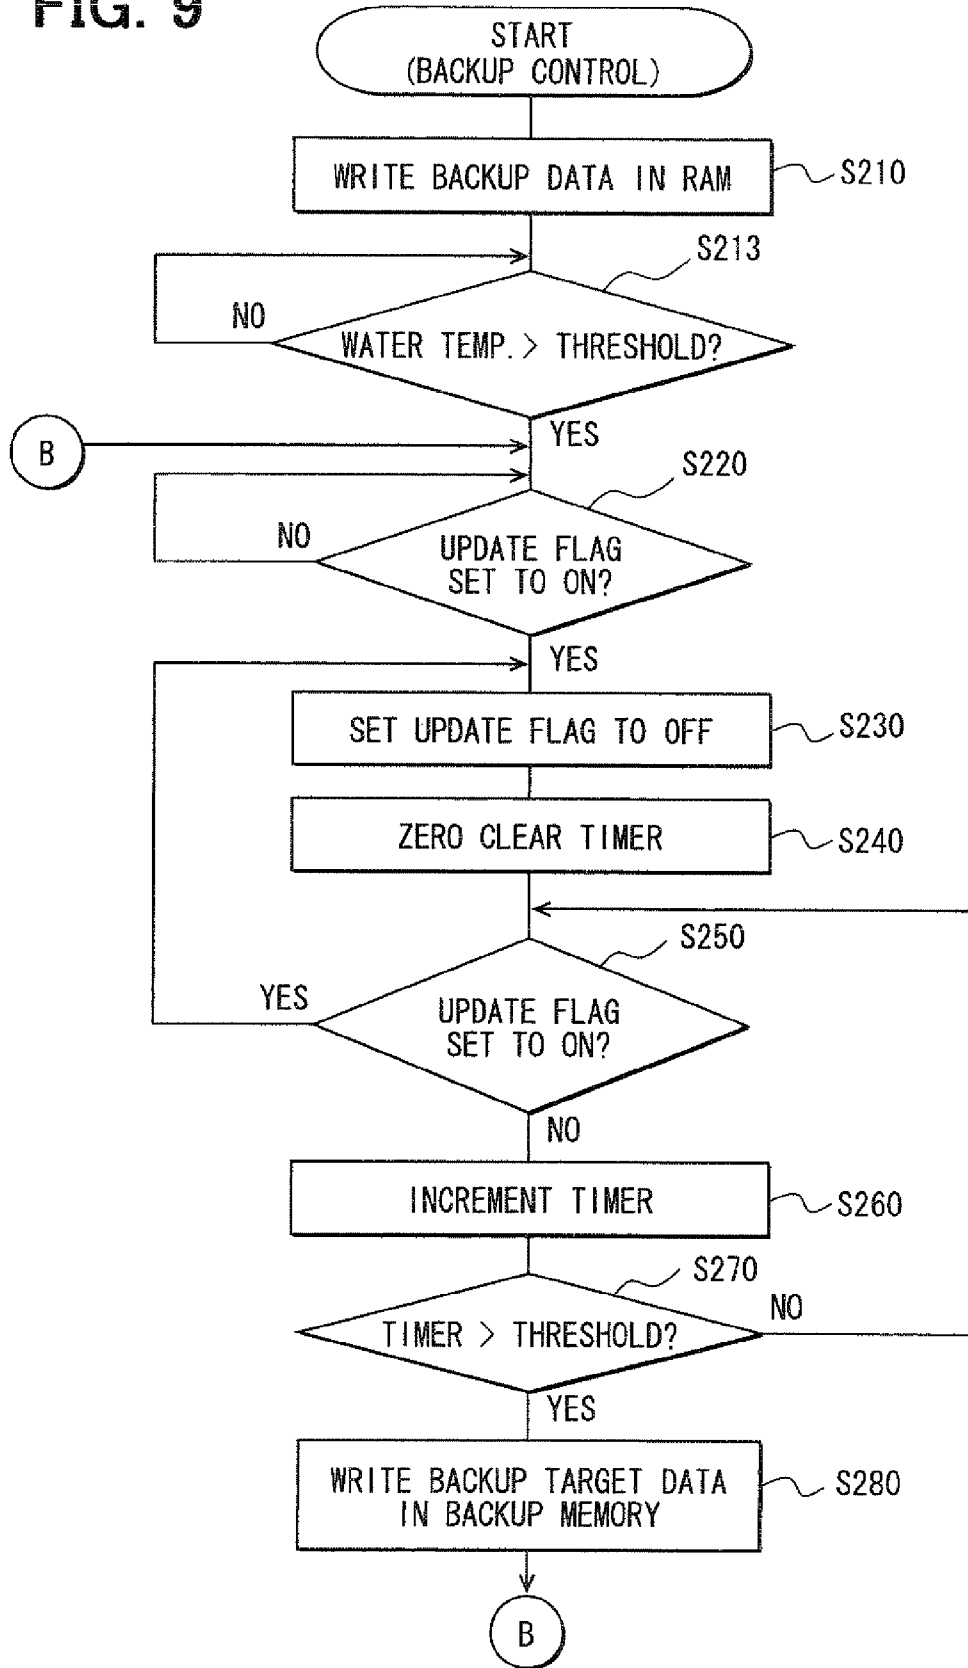 FIG. 9
START
(BACKUP CONTROL)
WRITE BACKUP DATA IN RAM
S210
S213
NO
WATER TEMP. > THRESHOLD?
YES
B
S220
NO
UPDATE FLAG
SET TO ON?
YES
SET UPDATE FLAG TO OFF
S230
ZERO CLEAR TIMER
S240
S250
YES
UPDATE FLAG
SET TO ON?
NO
INCREMENT TIMER
S260
S270
NO
TIMER > THRESHOLD?
YES
WRITE BACKUP TARGET DATA
IN BACKUP MEMORY
S280
B